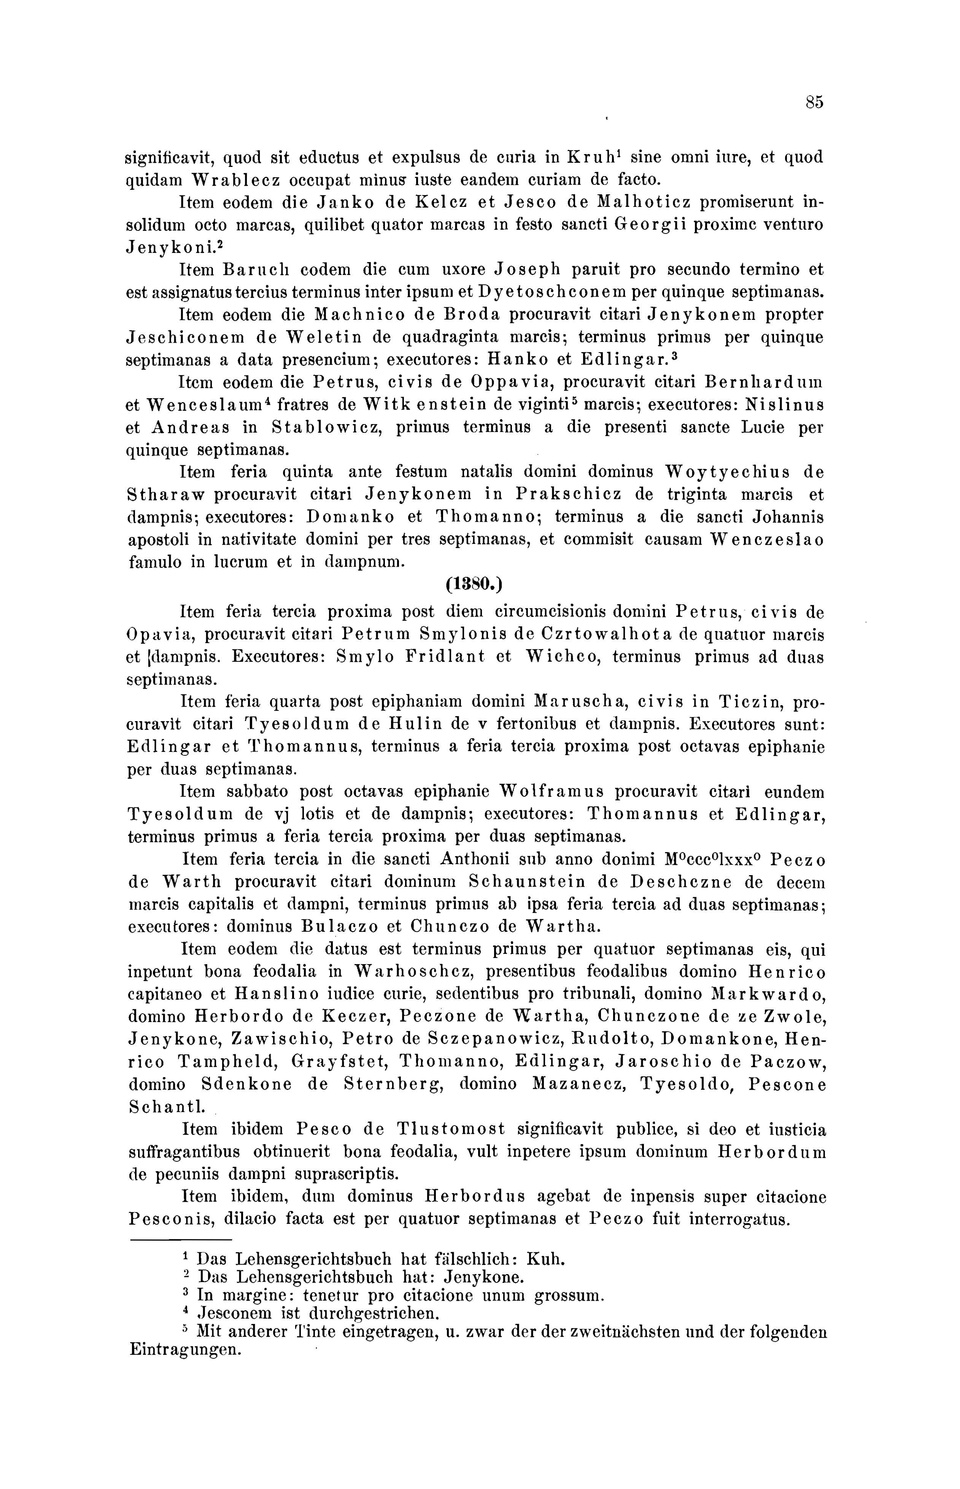 85
significavit, quod sit eductus et expulsus de curia in Kruh¹ sine omni iure, et quod
quidam Wrablecz occupat minus iuste eandem curiam de facto.
Item eodem die Janko de Kelcz et Jesco de Malhoticz promiserunt in-
solidum octo marcas, quilibet quator marcas in festo sancti Georgii proxime venturo
Jenykoni.²
Item Baruch eodem die cum uxore Joseph paruit pro secundo termino et
est assignatus tercius terminus inter ipsum et Dyetoschconem per quinque septimanas.
Item eodem die Machnico de Broda procuravit citari Jenykonem propter
Jeschiconem de Weletin de quadraginta marcis; terminus primus per quinque
septimanas a data presencium; executores: Hanko et Edlingar.³
Item eodem die Petrus, civis de Oppavia, procuravit citari Bernhardum
et Wenceslaum⁴ fratres de Witkenstein de viginti⁵ marcis; executores: Nislinus
et Andreas in Stablowicz, primus terminus a die presenti sancte Lucie per
quinque septimanas.
Item feria quinta ante festum natalis domini dominus Woytyechius de
Stharaw procuravit citari Jenykonem in Prakschicz de triginta marcis et
dampnis; executores: Domanko et Thomanno; terminus a die sancti Johannis
apostoli in nativitate domini per tres septimanas, et commisit causam Wenczeslao
famulo in lucrum et in dampnum.
(1380.)
Item feria tercia proxima post diem circumcisionis domini Petrus, civis de
Opavia, procuravit citari Petrum Smylonis de Czrtowalhota de quatuor marcis
et |dampnis. Executores: Smylo Fridlant et Wichco, terminus primus ad duas
septimanas.
Item feria quarta post epiphaniam domini Maruscha, civis in Ticzin, pro-
curavit citari Tyesoldum de Hulin de v fertonibus et dampnis. Executores sunt:
Edlingar et Thomannus, terminus a feria tercia proxima post octavas epiphanie
per duas septimanas.
Item sabbato post octavas epiphanie Wolframus procuravit citari eundem
Tyesoldum de vj lotis et de dampnis; executores: Thomannus et Edlingar,
terminus primus a feria tercia proxima per duas septimanas.
Item feria tercia in die sancti Anthonii sub anno donimi M⁰ccc⁰lxxx⁰ Peczo
de Warth procuravit citari dominum Schaunstein de Deschczne de decem
marcis capitalis et dampni, terminus primus ab ipsa feria tercia ad duas septimanas;
executores: dominus Bulaczo et Chunczo de Wartha.
Item eodem die datus est terminus primus per quatuor septimanas eis, qui
inpetunt bona feodalia in Warhoschcz, presentibus feodalibus domino Henrico
capitaneo et Hanslino iudice curie, sedentibus pro tribunali, domino Markwardo,
domino Herbordo de Keczer, Peczone de Wartha, Chunczone de ze Zwole,
Jenykone, Zawischio, Petro de Sczepanowicz, Rudolto, Domankone, Hen-
rico Tampheld, Grayfstet, Thomanno, Edlingar, Jaroschio de Paczow,
domino Sdenkone de Sternberg, domino Mazanecz, Tyesoldo, Pescone
Schantl.
Item ibidem Pesco de Tlustomost significavit publice, si deo et iusticia
suffragantibus obtinuerit bona feodalia, vult inpetere ipsum dominum Herbordum
de pecuniis dampni suprascriptis.
Item ibidem, dum dominus Herbordus agebat de inpensis super citacione
Pesconis, dilacio facta est per quatuor septimanas et Peczo fuit interrogatus.
¹ Das Lehensgerichtsbuch hat fälschlich: Kuh.
² Das Lehensgerichtsbuch hat: Jenykone.
³ In margine: tenetur pro citacione unum grossum.
⁴ Jesconem ist durchgestrichen.
⁵ Mit anderer Tinte eingetragen, u. zwar der der zweitnächsten und der folgenden
Eintragungen.